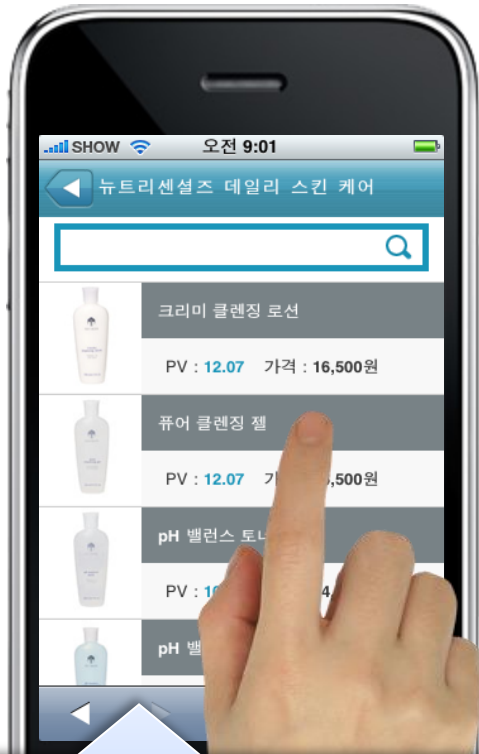 SHOW 오전 9:01
뉴트리센셜즈 데일리 스킨 케어
크리미 클렌징 로션
PV : 12.07 가격 : 16,500원
퓨어 클렌징 젤
PV : 12.07 ,500원
pH 밸런스
PV :
pH